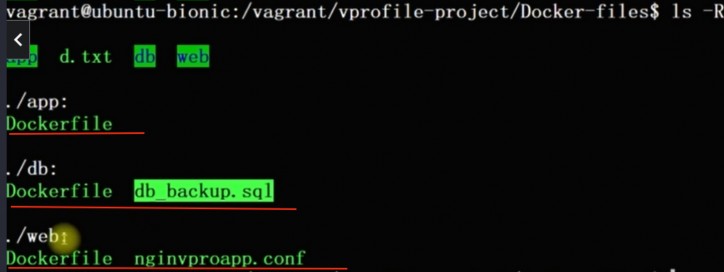 vagrant@ubuntu-bionic:/vagrant/vprofile-project/Docker-files$ ls -R
app d.txt db web
./app:
Dockerfile
./db:
Dockerfile db_backup.sql
./web:
Dockerfile nginvproapp.conf